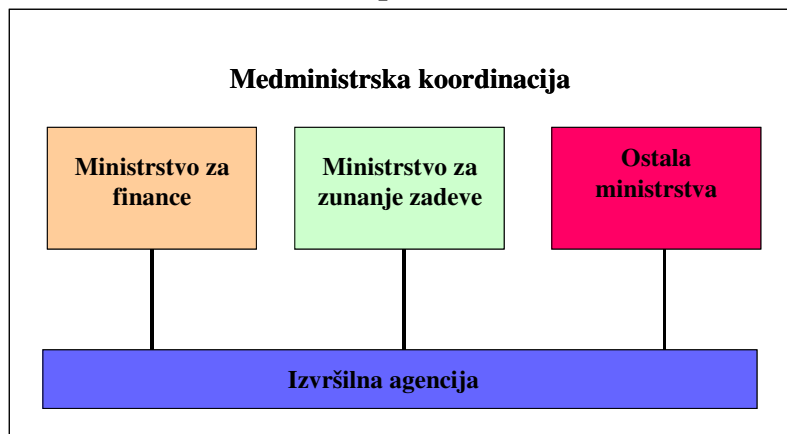 Medministrska koordinacija
Ministrstvo za
finance
Ministrstvo za
zunanje zadeve
Ostala
ministrstva
Izvršilna agencija